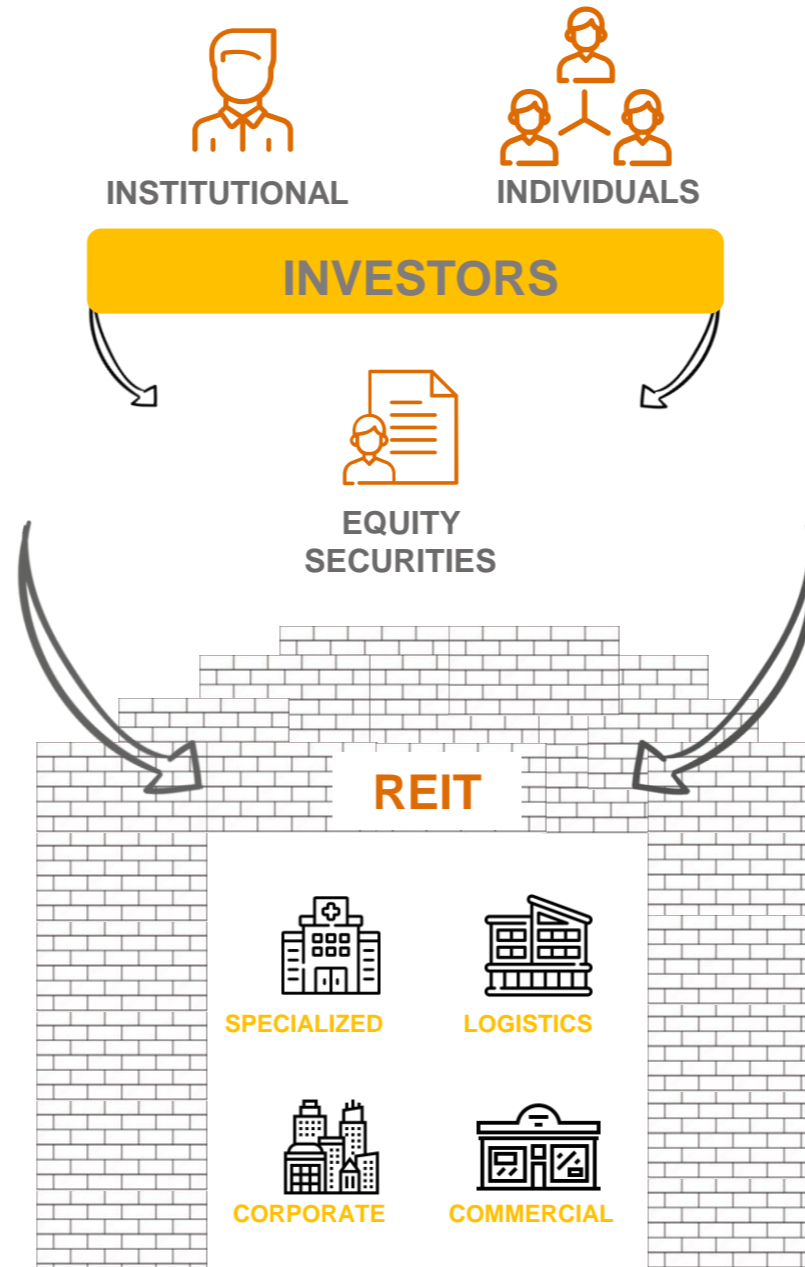 INSTITUTIONAL
INDIVIDUALS
INVESTORS
EQUITY
SECURITIES
REIT
SPECIALIZED
LOGISTICS
CORPORATE
COMMERCIAL